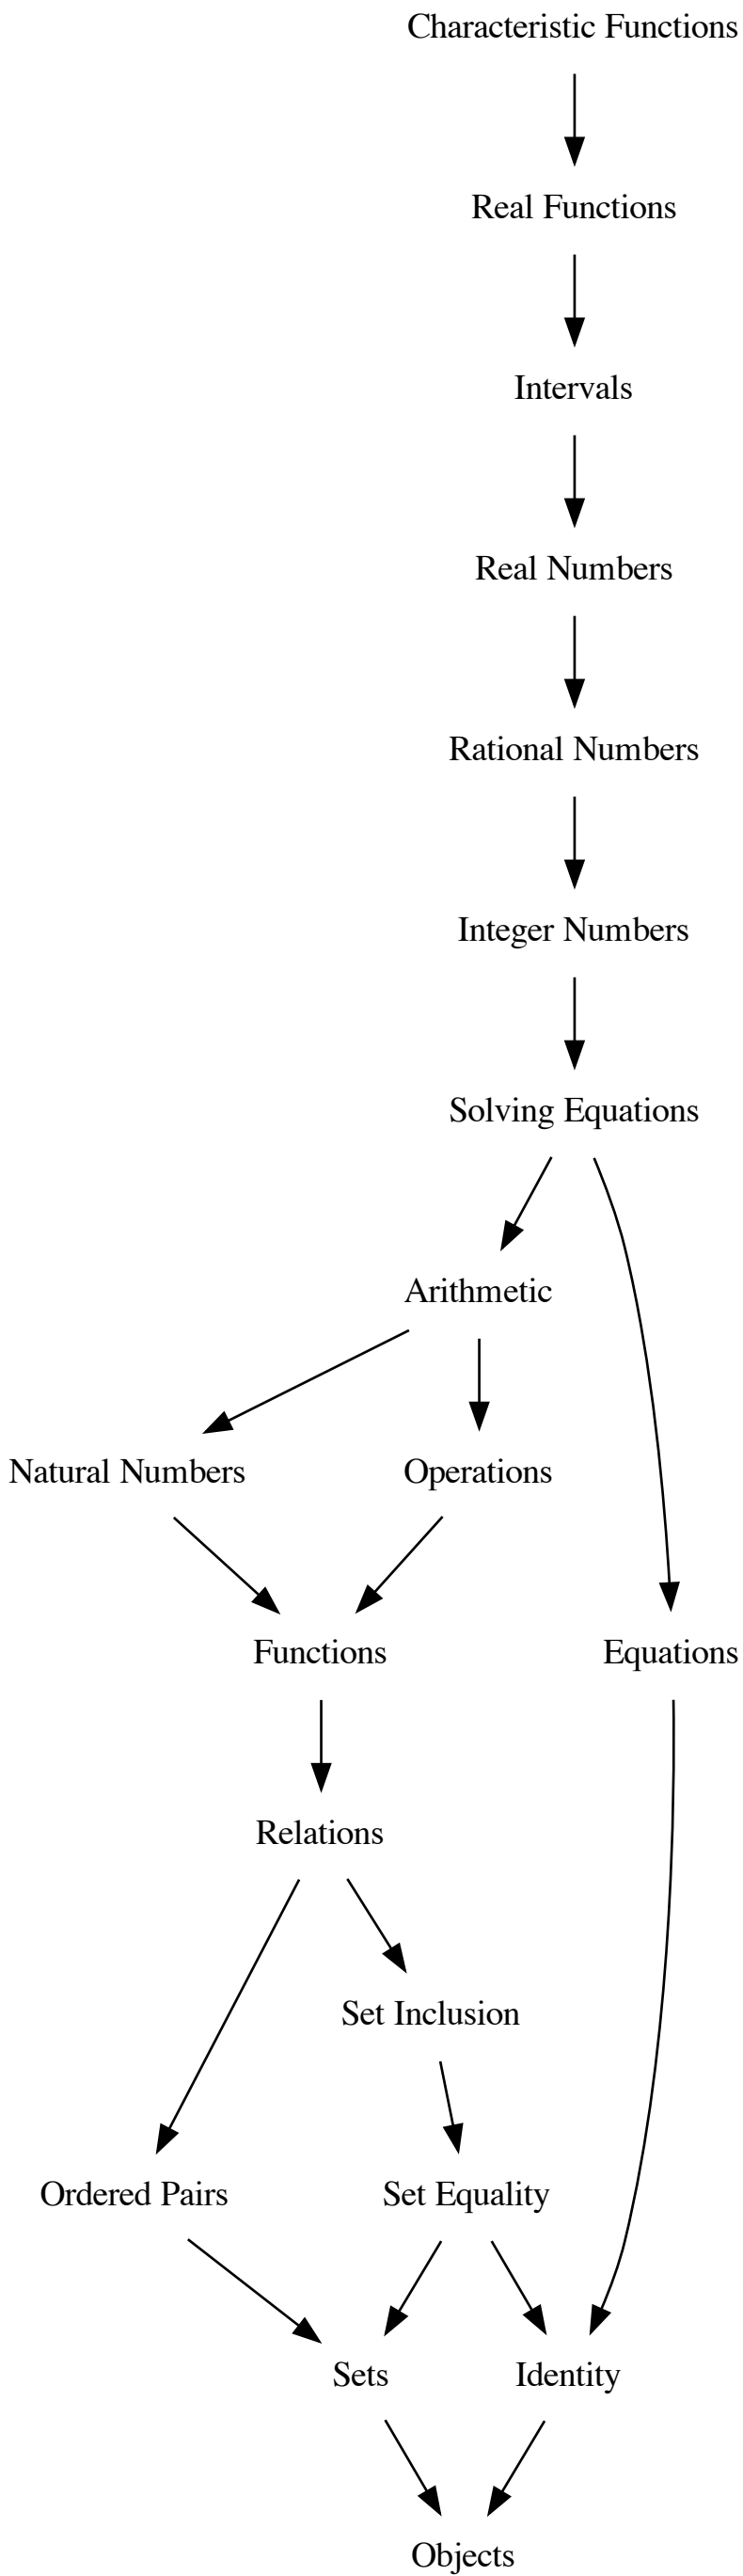 Characteristic Functions
Real Functions
Intervals
Real Numbers
Rational Numbers
Integer Numbers
Solving Equations
Arithmetic
Natural Numbers
Operations
Functions
Equations
Relations
Set Inclusion
Ordered Pairs
Set Equality
Sets
Identity
Objects